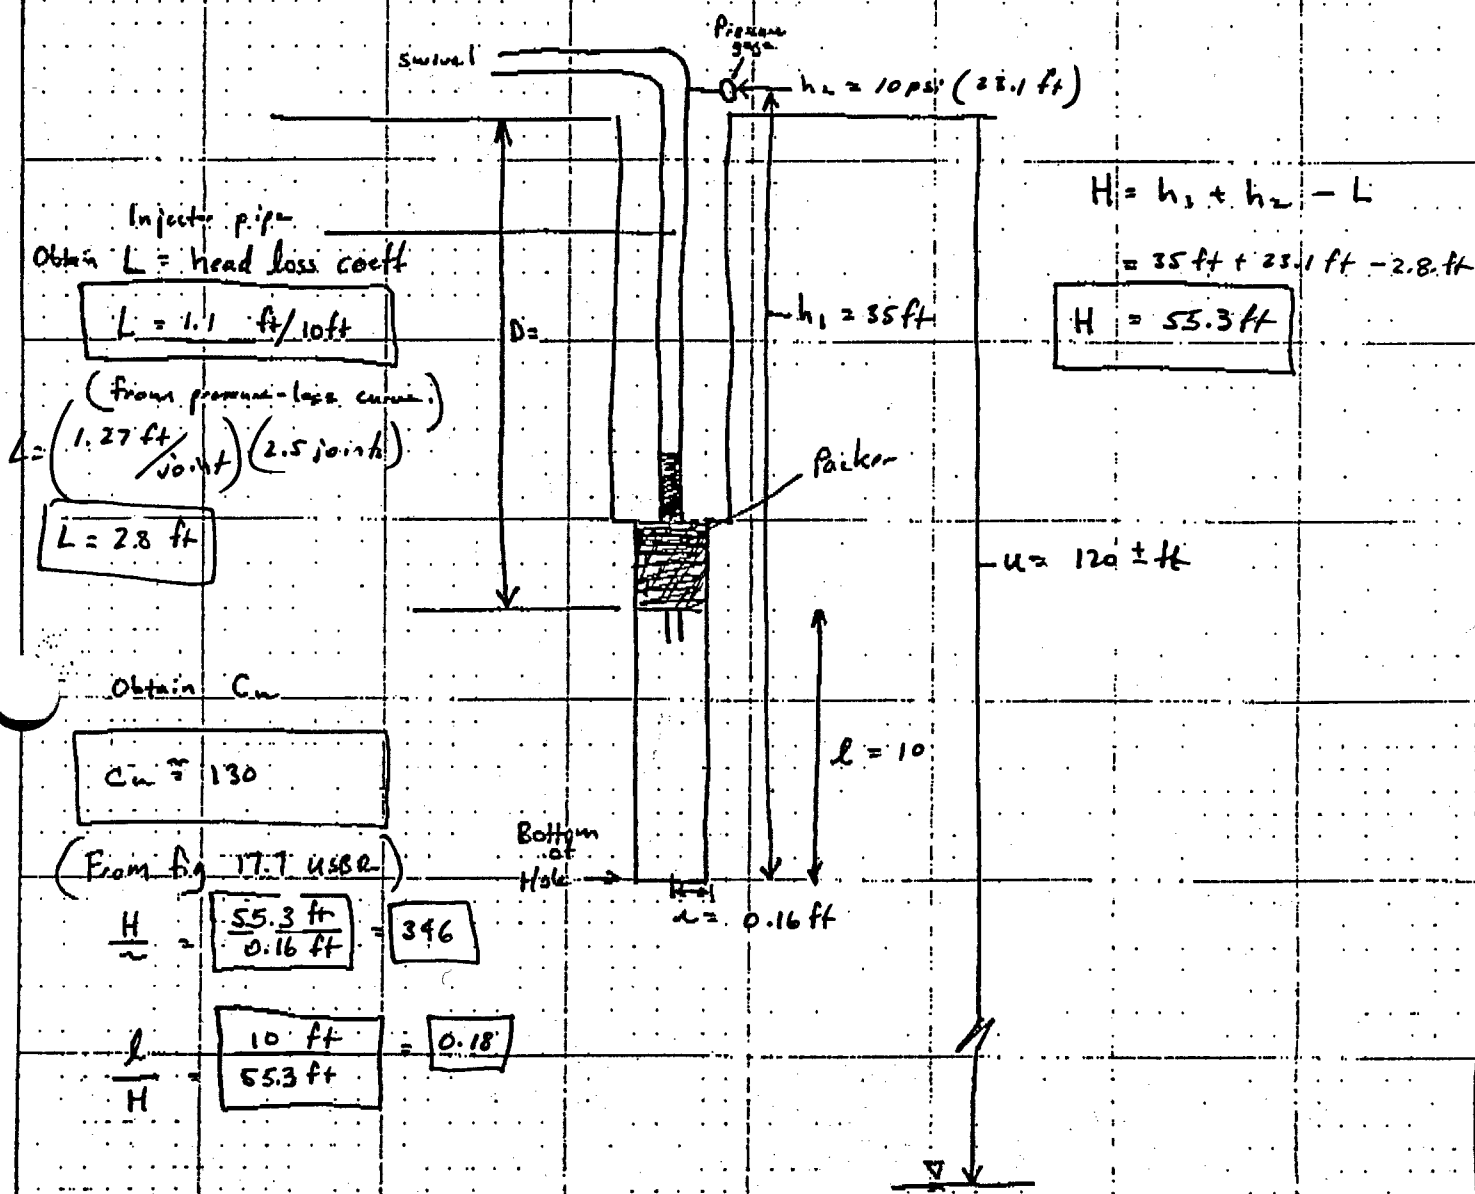 Pressure
gage
swivel
h₂ = 10 psi (23.1 ft)
H = h₁ + h₂ - L
= 35 ft + 23.1 ft - 2.8 ft
H = 55.3 ft
Injector pipe
Obtain L = head loss coeff
L = 1.1 ft/10ft
(from pressure-loss curve)
L = (1.27 ft/joint)(2.5 joints)
L = 2.8 ft
D=
h₁ = 35 ft
Packer
u = 120 ± ft
Obtain Cu
Cu ≈ 130
(From fig 17.7 USBR)
H/r = 55.3 ft/0.16 ft = 346
l/H = 10 ft/55.3 ft = 0.18
l = 10
Bottom
of
Hole
r = 0.16 ft